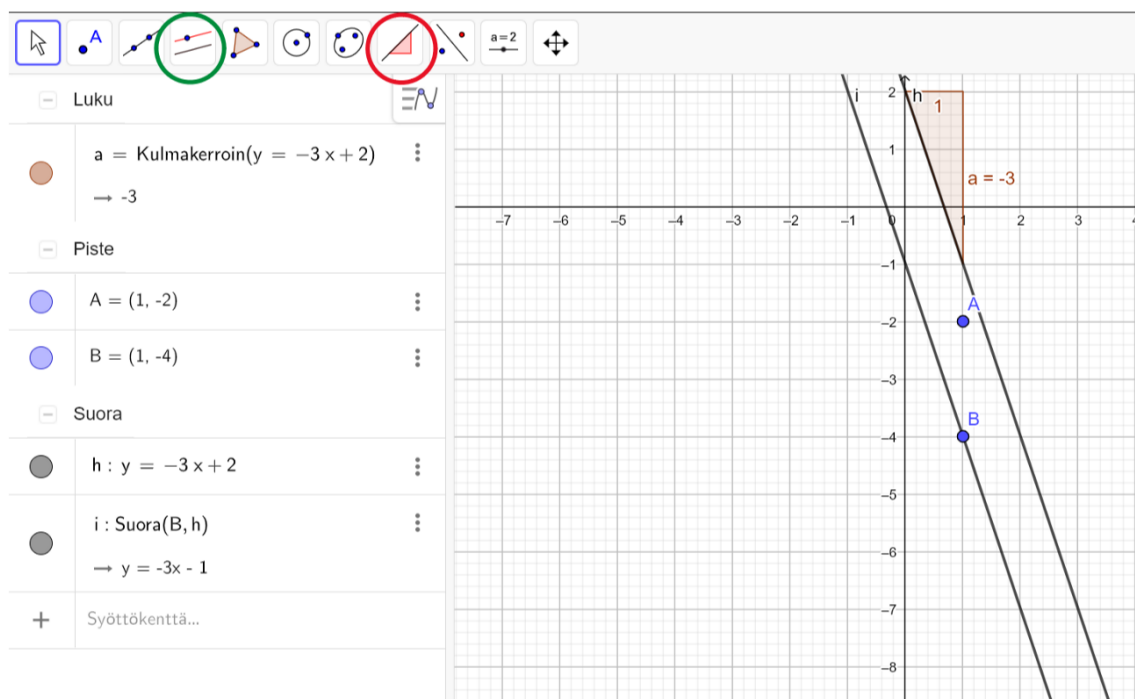 A
a=2
Luku
a = Kulmakerroin(y = −3 x + 2)
→ -3
Piste
A = (1, -2)
B = (1, -4)
Suora
h : y = −3 x + 2
i : Suora(B, h)
→ y = -3x - 1
+ Syöttökenttä...
i
2
h
1
1
a = -3
−7 −6 −5 −4 −3 −2 −1 0 1 2 3
−1
A
−2
−3
B
−4
−5
−6
−7
−8